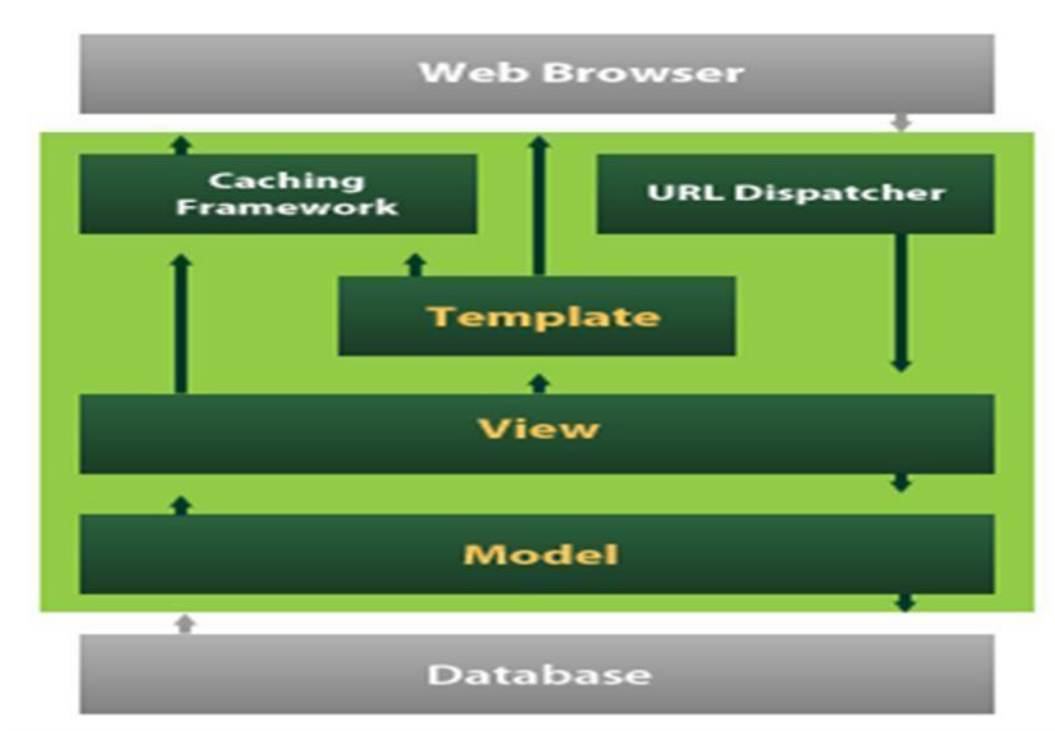 Web Browser
Caching
Framework
URL Dispatcher
Template
View
Model
Database